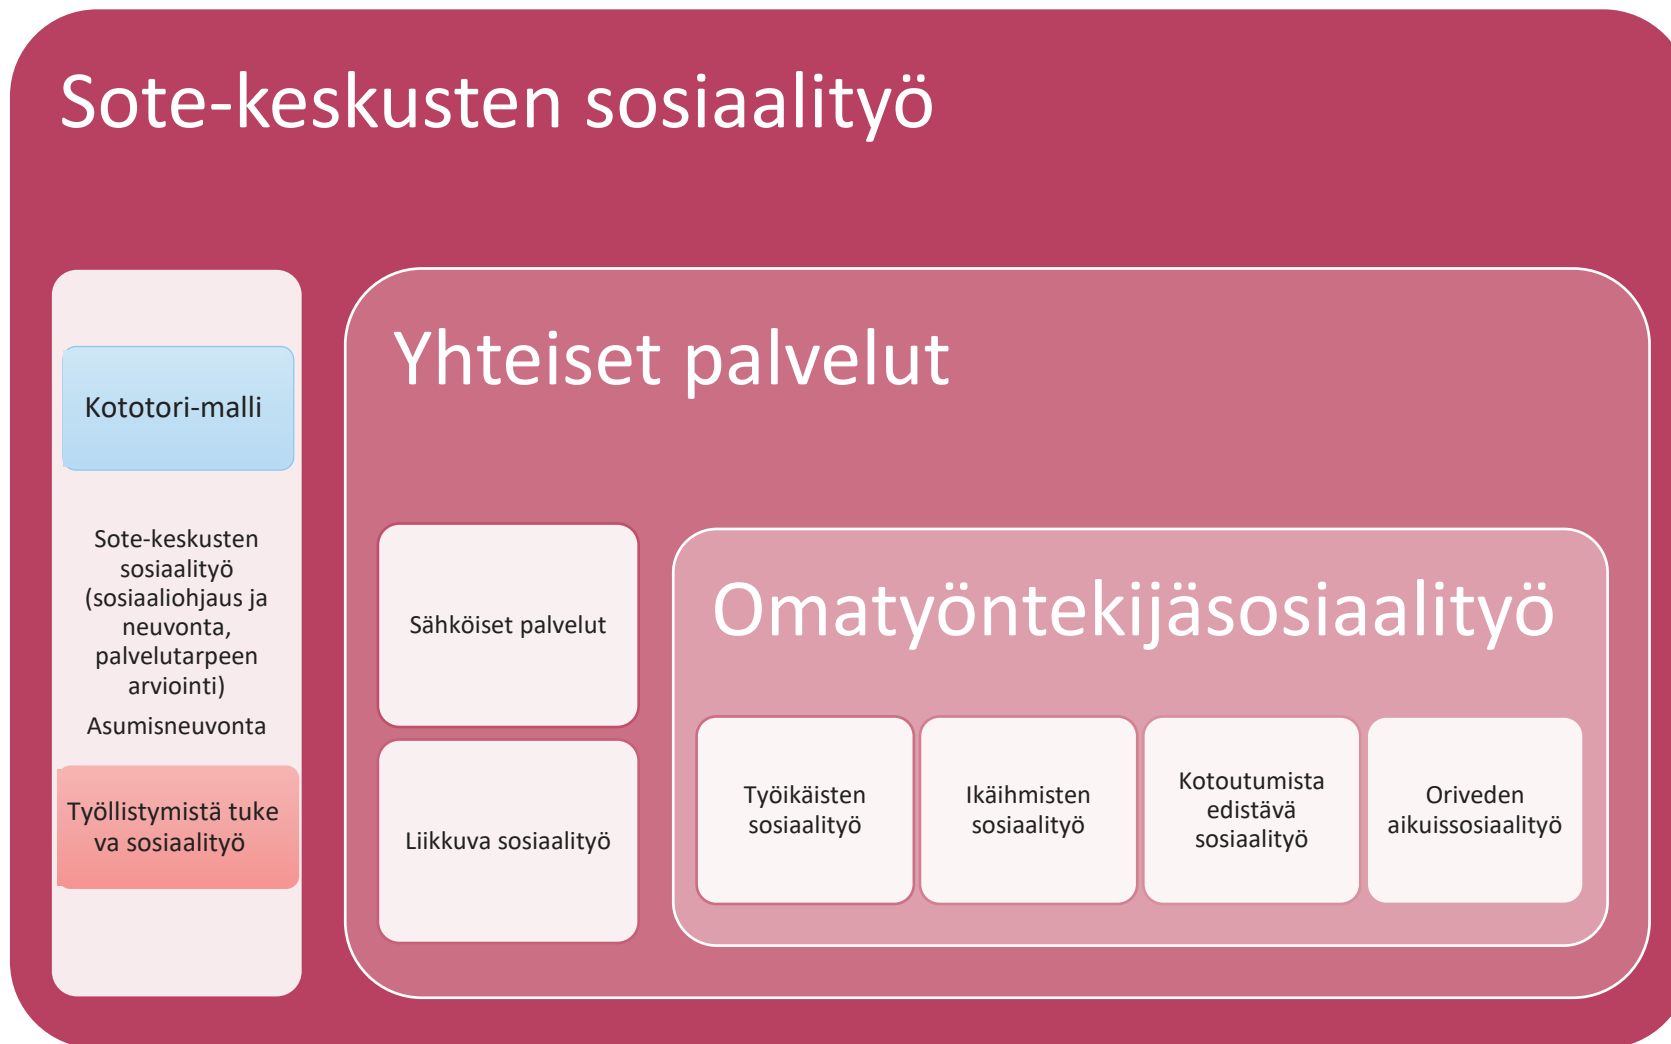 Sote-keskusten sosiaalityö
Kototori-malli
Sote-keskusten
sosiaalityö
(sosiaaliohjaus ja
neuvonta,
palvelutarpeen
arviointi)
Asumisneuvonta
Työllistymistä tuke
va sosiaalityö
Yhteiset palvelut
Sähköiset palvelut
Liikkuva sosiaalityö
Omatyöntekijäsosiaalityö
Työikäisten
sosiaalityö
Ikäihmisten
sosiaalityö
Kotoutumista
edistävä
sosiaalityö
Oriveden
aikuissosiaalityö